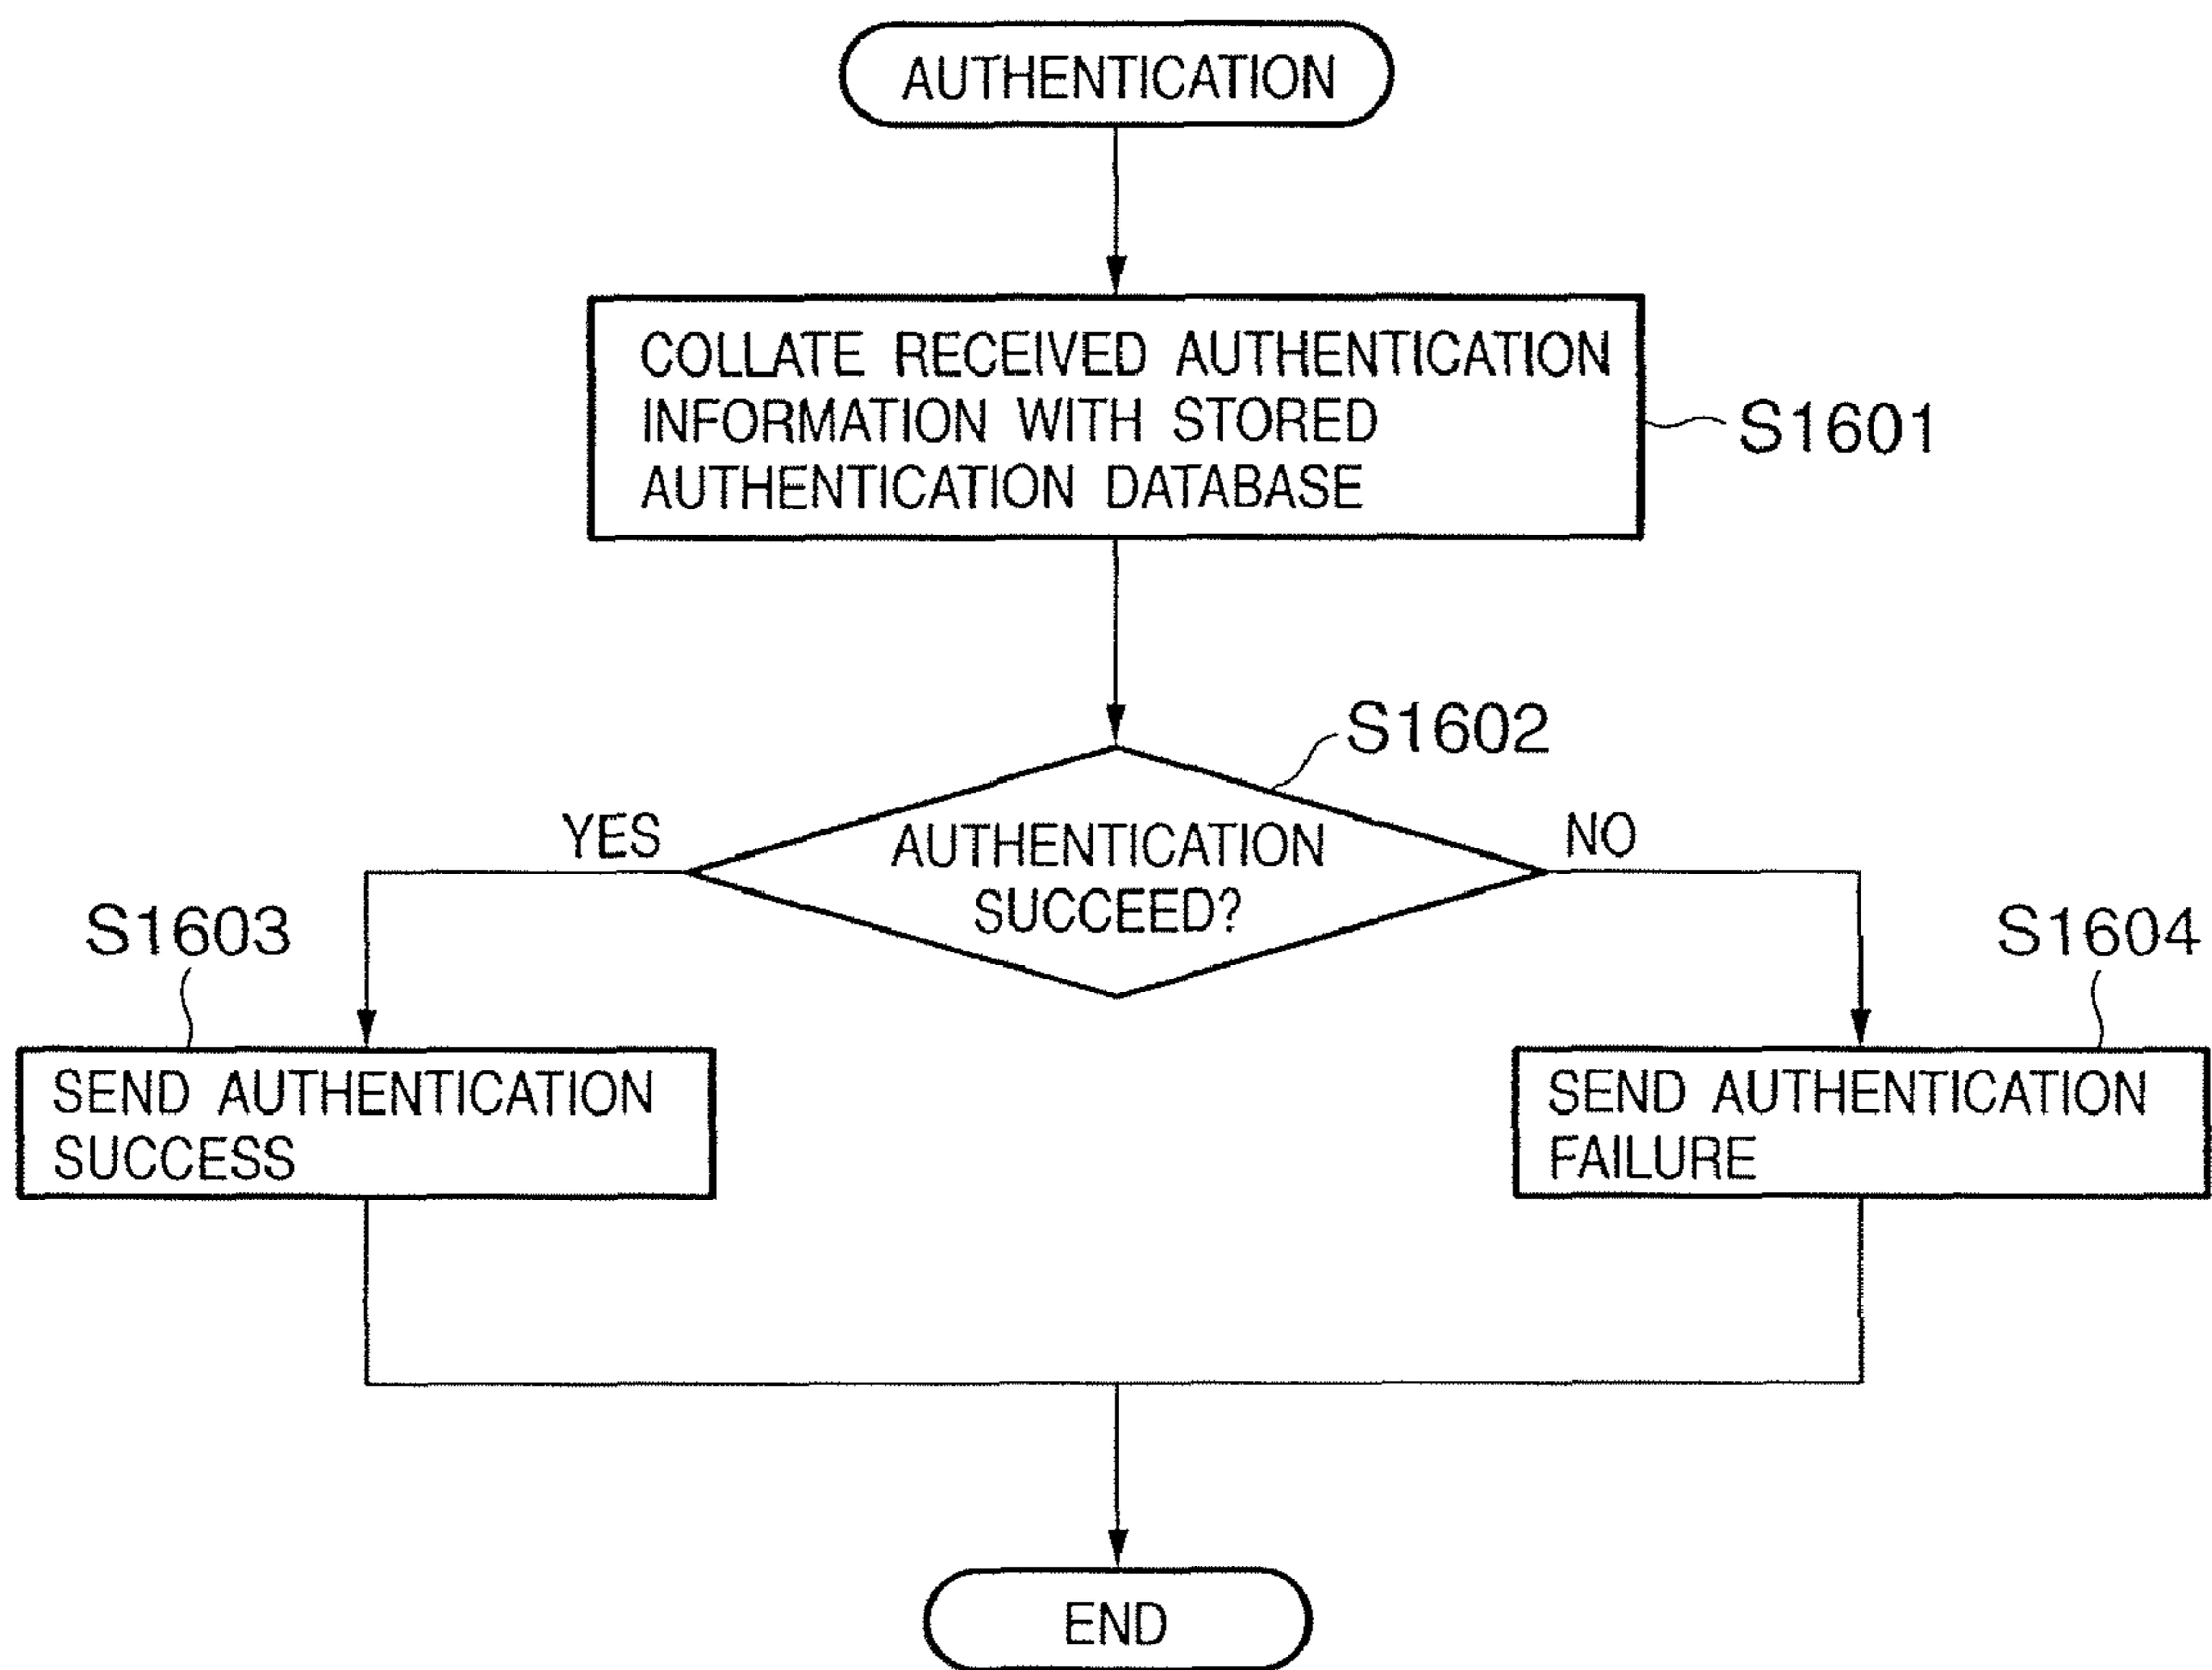 AUTHENTICATION
COLLATE RECEIVED AUTHENTICATION
INFORMATION WITH STORED
AUTHENTICATION DATABASE
S1601
S1602
YES
AUTHENTICATION
SUCCEED?
NO
S1603
S1604
SEND AUTHENTICATION
SUCCESS
SEND AUTHENTICATION
FAILURE
END